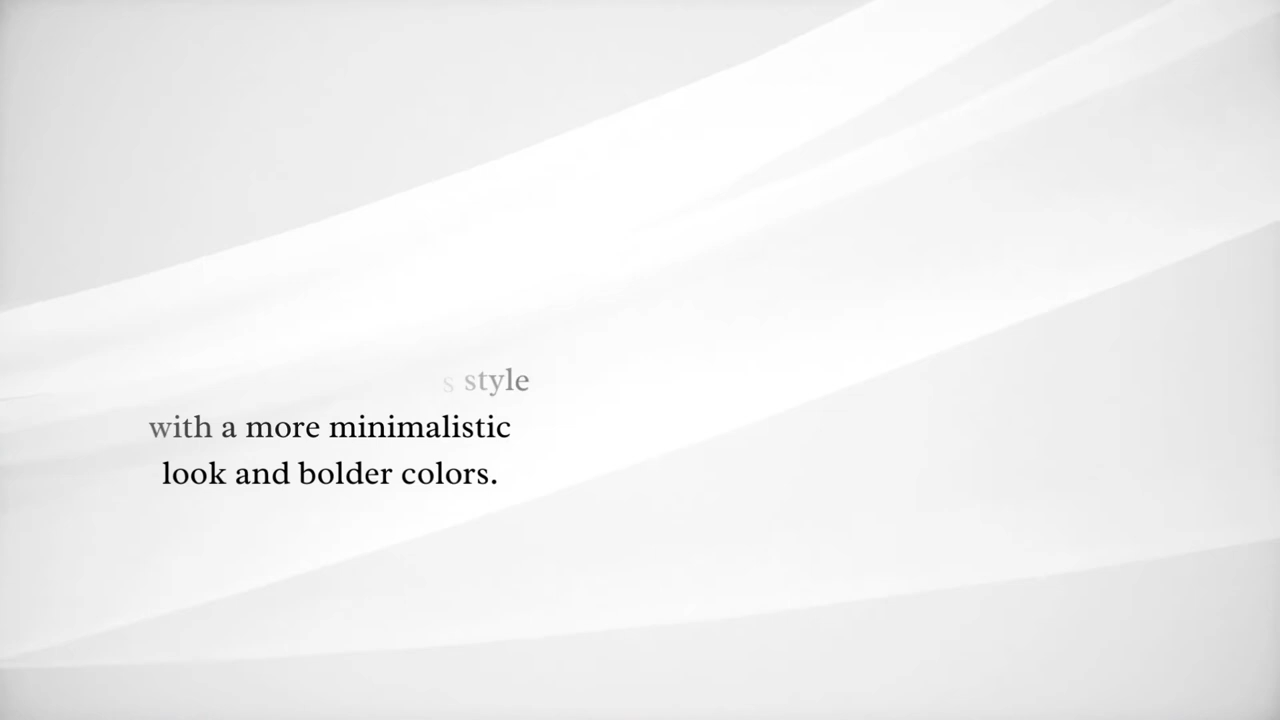 s style
with a more minimalistic
look and bolder colors.